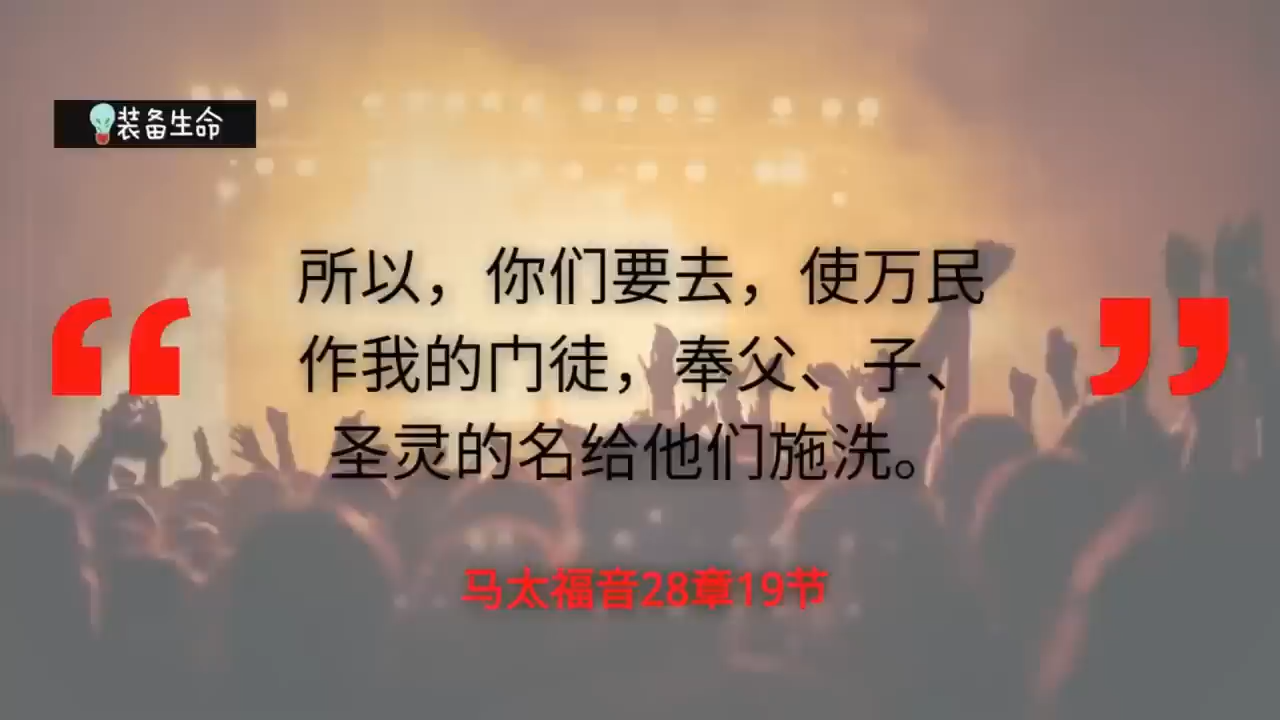 装备生命
所以，你们要去，使万民
作我的门徒，奉父、子、
圣灵的名给他们施洗。
马太福音28章19节